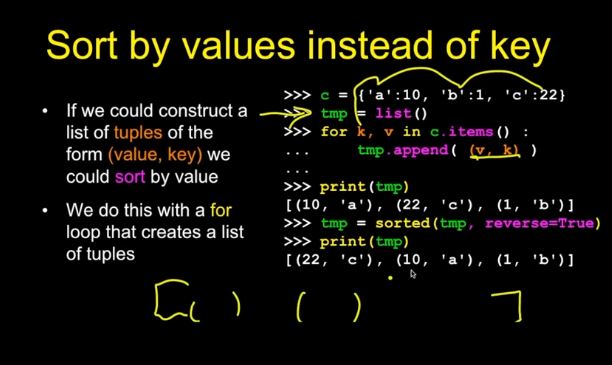 Sort by values instead of key
• If we could construct a
list of tuples of the
form (value, key) we
could sort by value
• We do this with a for
loop that creates a list
of tuples
>>> c = {'a':10, 'b':1, 'c':22}
>>> tmp = list()
>>> for k, v in c.items() :
...     tmp.append( (v, k) )
...
>>> print(tmp)
[(10, 'a'), (22, 'c'), (1, 'b')]
>>> tmp = sorted(tmp, reverse=True)
>>> print(tmp)
[(22, 'c'), (10, 'a'), (1, 'b')]
[( ) ( ) ]